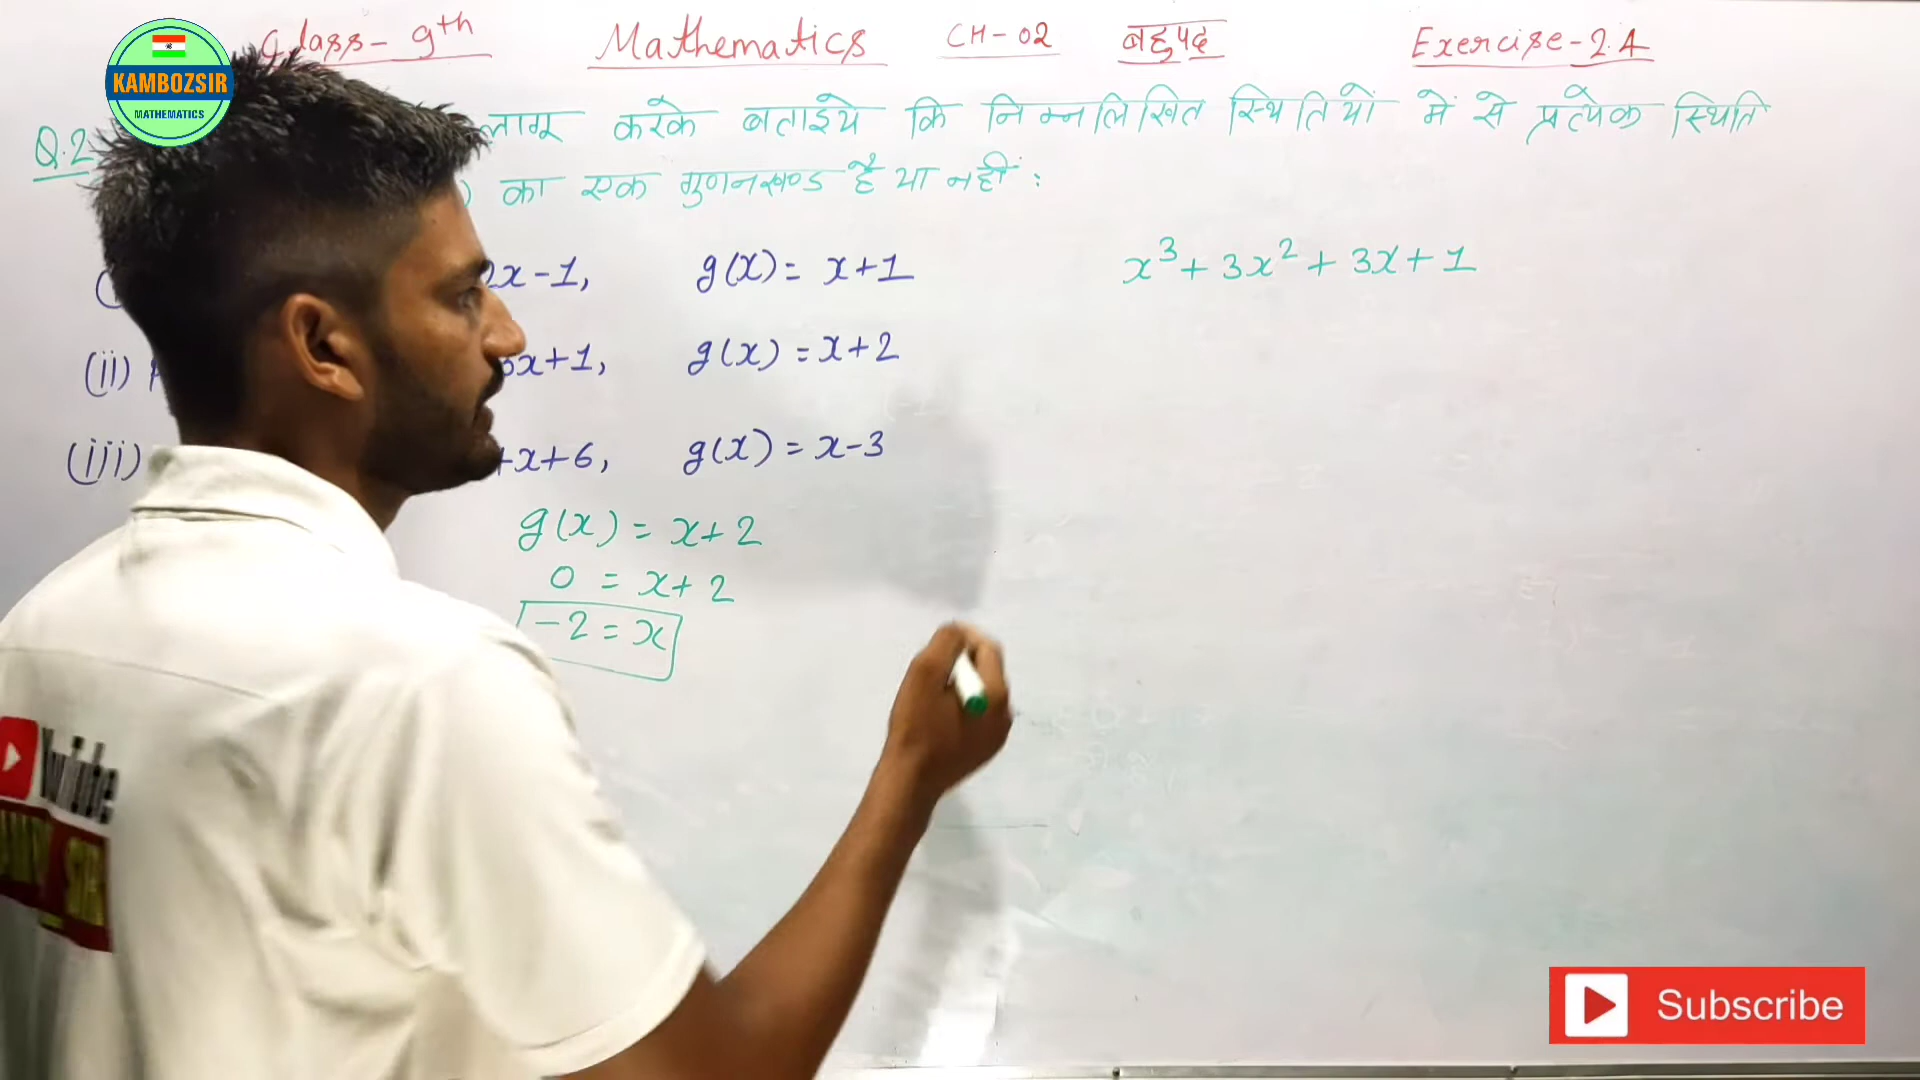 Class- 9th Mathematics CH-02 बहुपद Exercise-2.4
KAMBOZSIR
MATHEMATICS
Q.2 लागू करके बताइये कि निम्नलिखित स्थितियों में से प्रत्येक स्थिति
) का एक गुणनखण्ड है या नहीं :
2x-1, g(x)= x+1
x³+3x²+3x+1
(ii) x+1, g(x)=x+2
(iii) +x+6, g(x)=x-3
g(x)=x+2
0 = x+2
-2=x
Subscribe